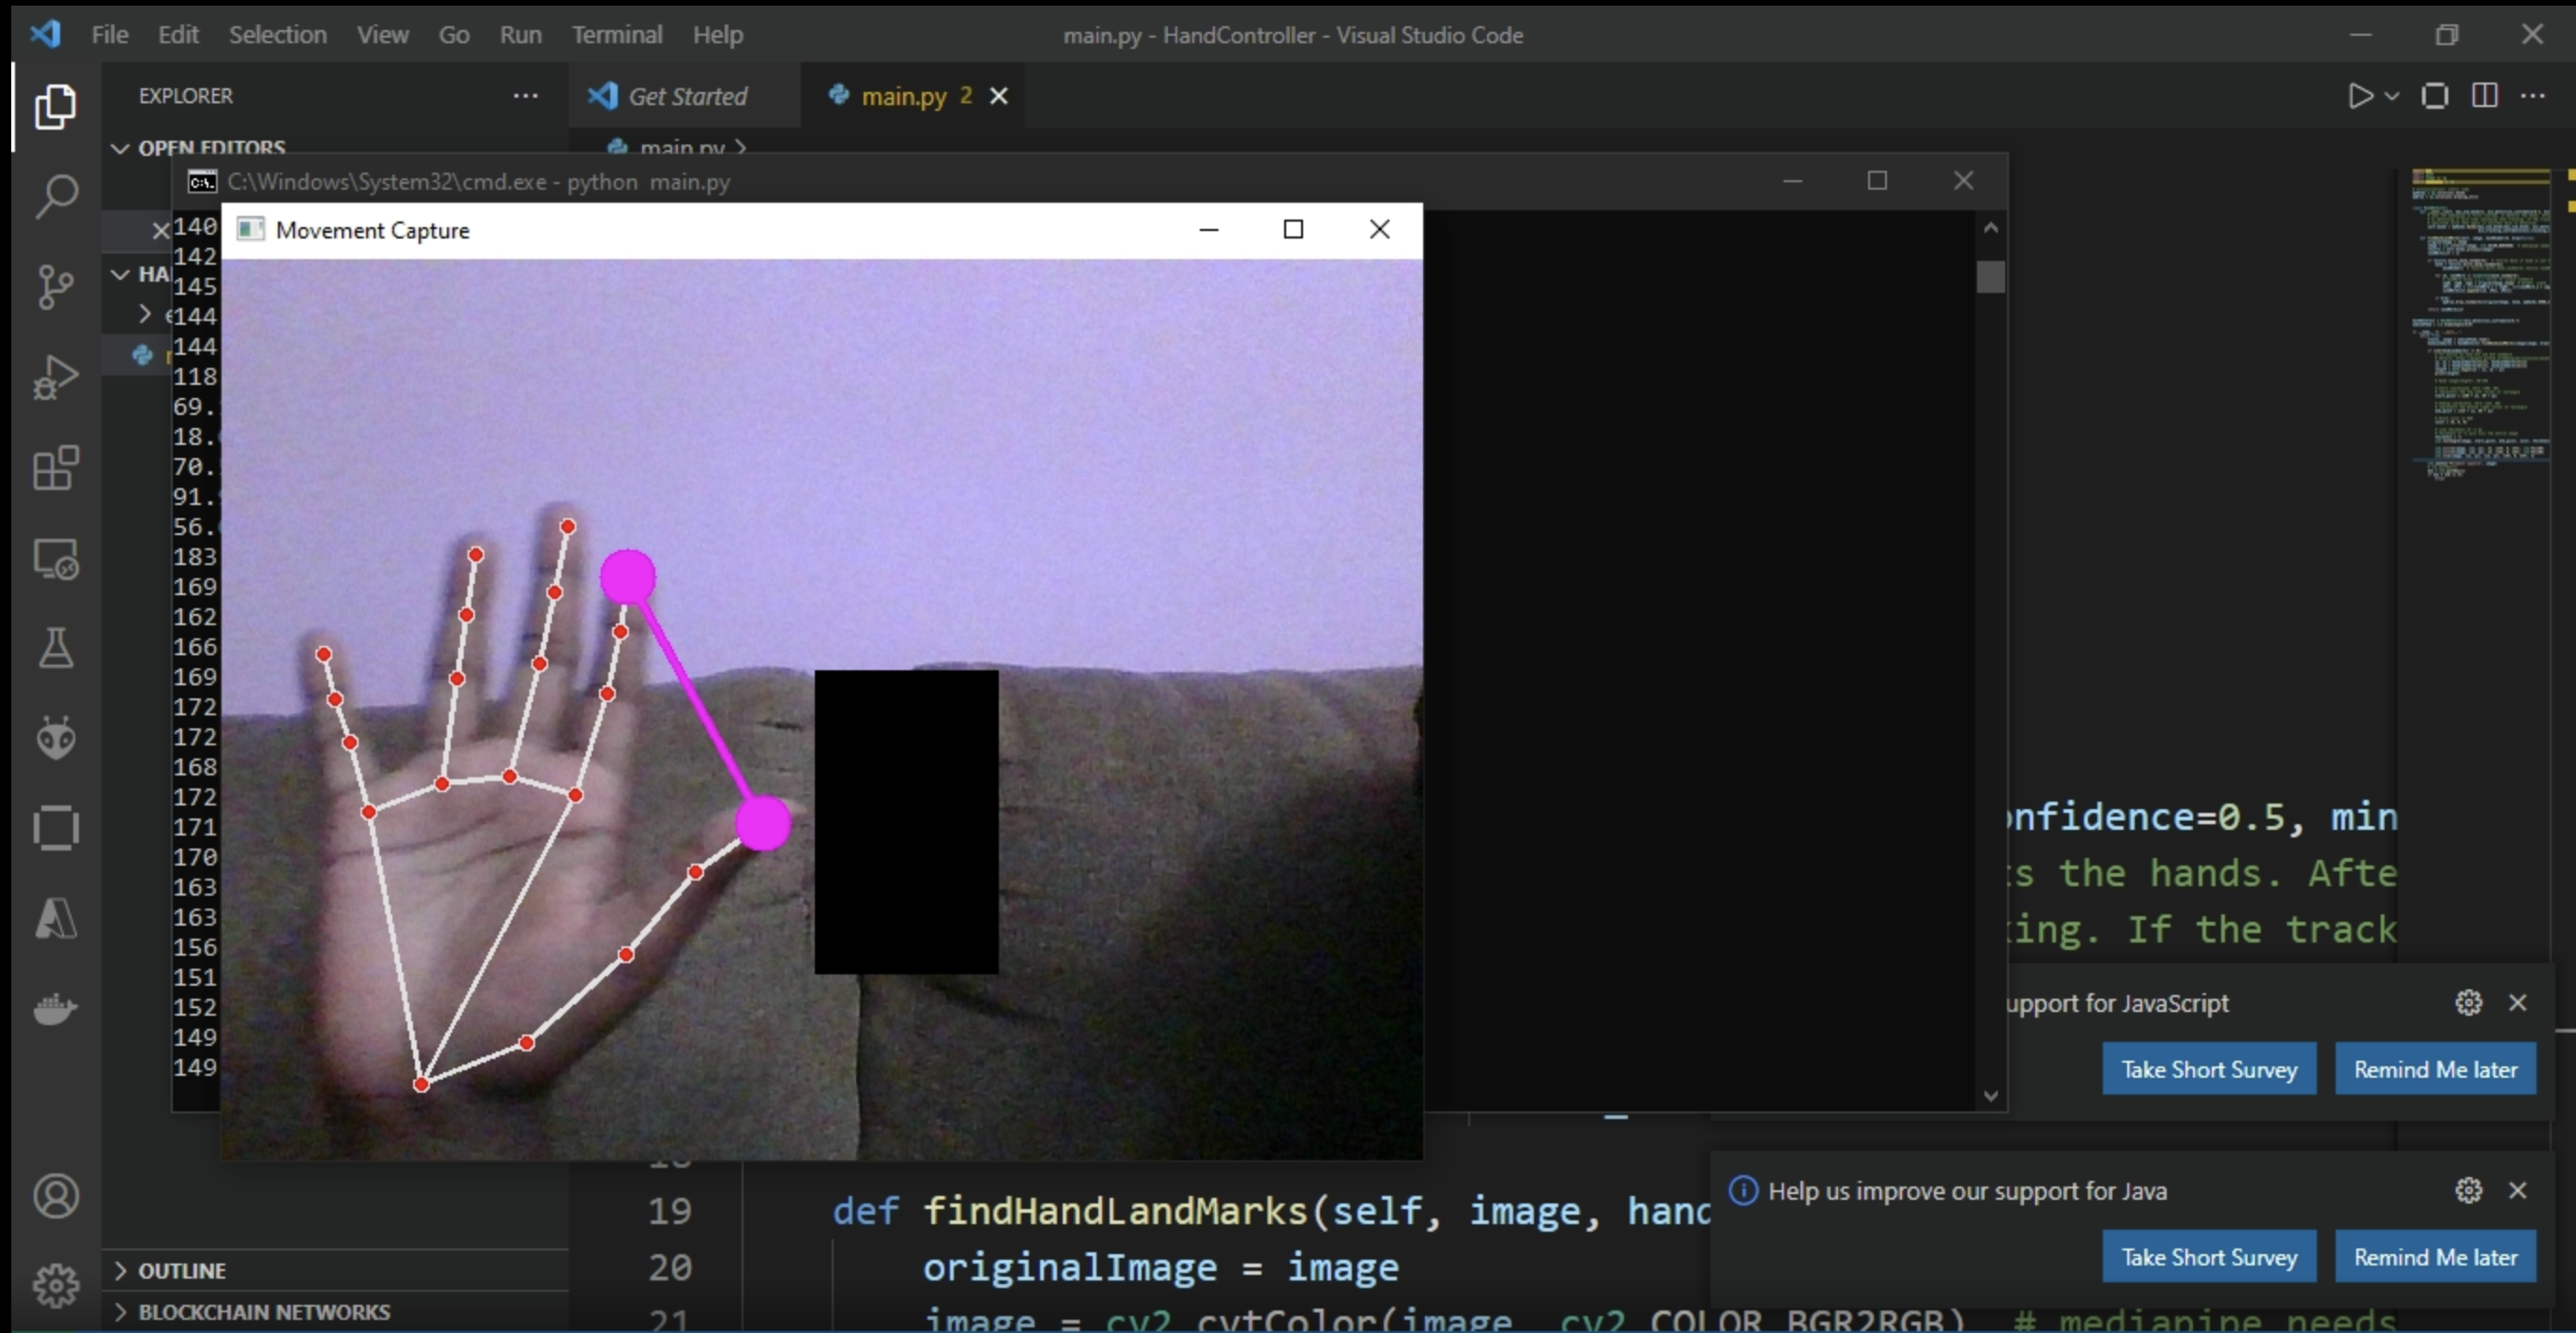 File Edit Selection View Go Run Terminal Help
main.py - HandController - Visual Studio Code
EXPLORER
Get Started
main.py 2
OPEN EDITORS
main.py
C:\Windows\System32\cmd.exe - python main.py
Movement Capture
HA
140
142
145
144
144
118
69.
18.
70.
91.
56.
183
169
162
166
169
172
172
168
172
171
170
163
163
156
151
152
149
149
onfidence=0.5, min
s the hands. Afte
king. If the track
upport for JavaScript
Take Short Survey
Remind Me later
19 def findHandLandMarks(self, image, hand
20 originalImage = image
21 image = cv2.cvtColor(image, cv2.COLOR_BGR2RGB) # mediapipe needs
Help us improve our support for Java
Take Short Survey
Remind Me later
OUTLINE
BLOCKCHAIN NETWORKS